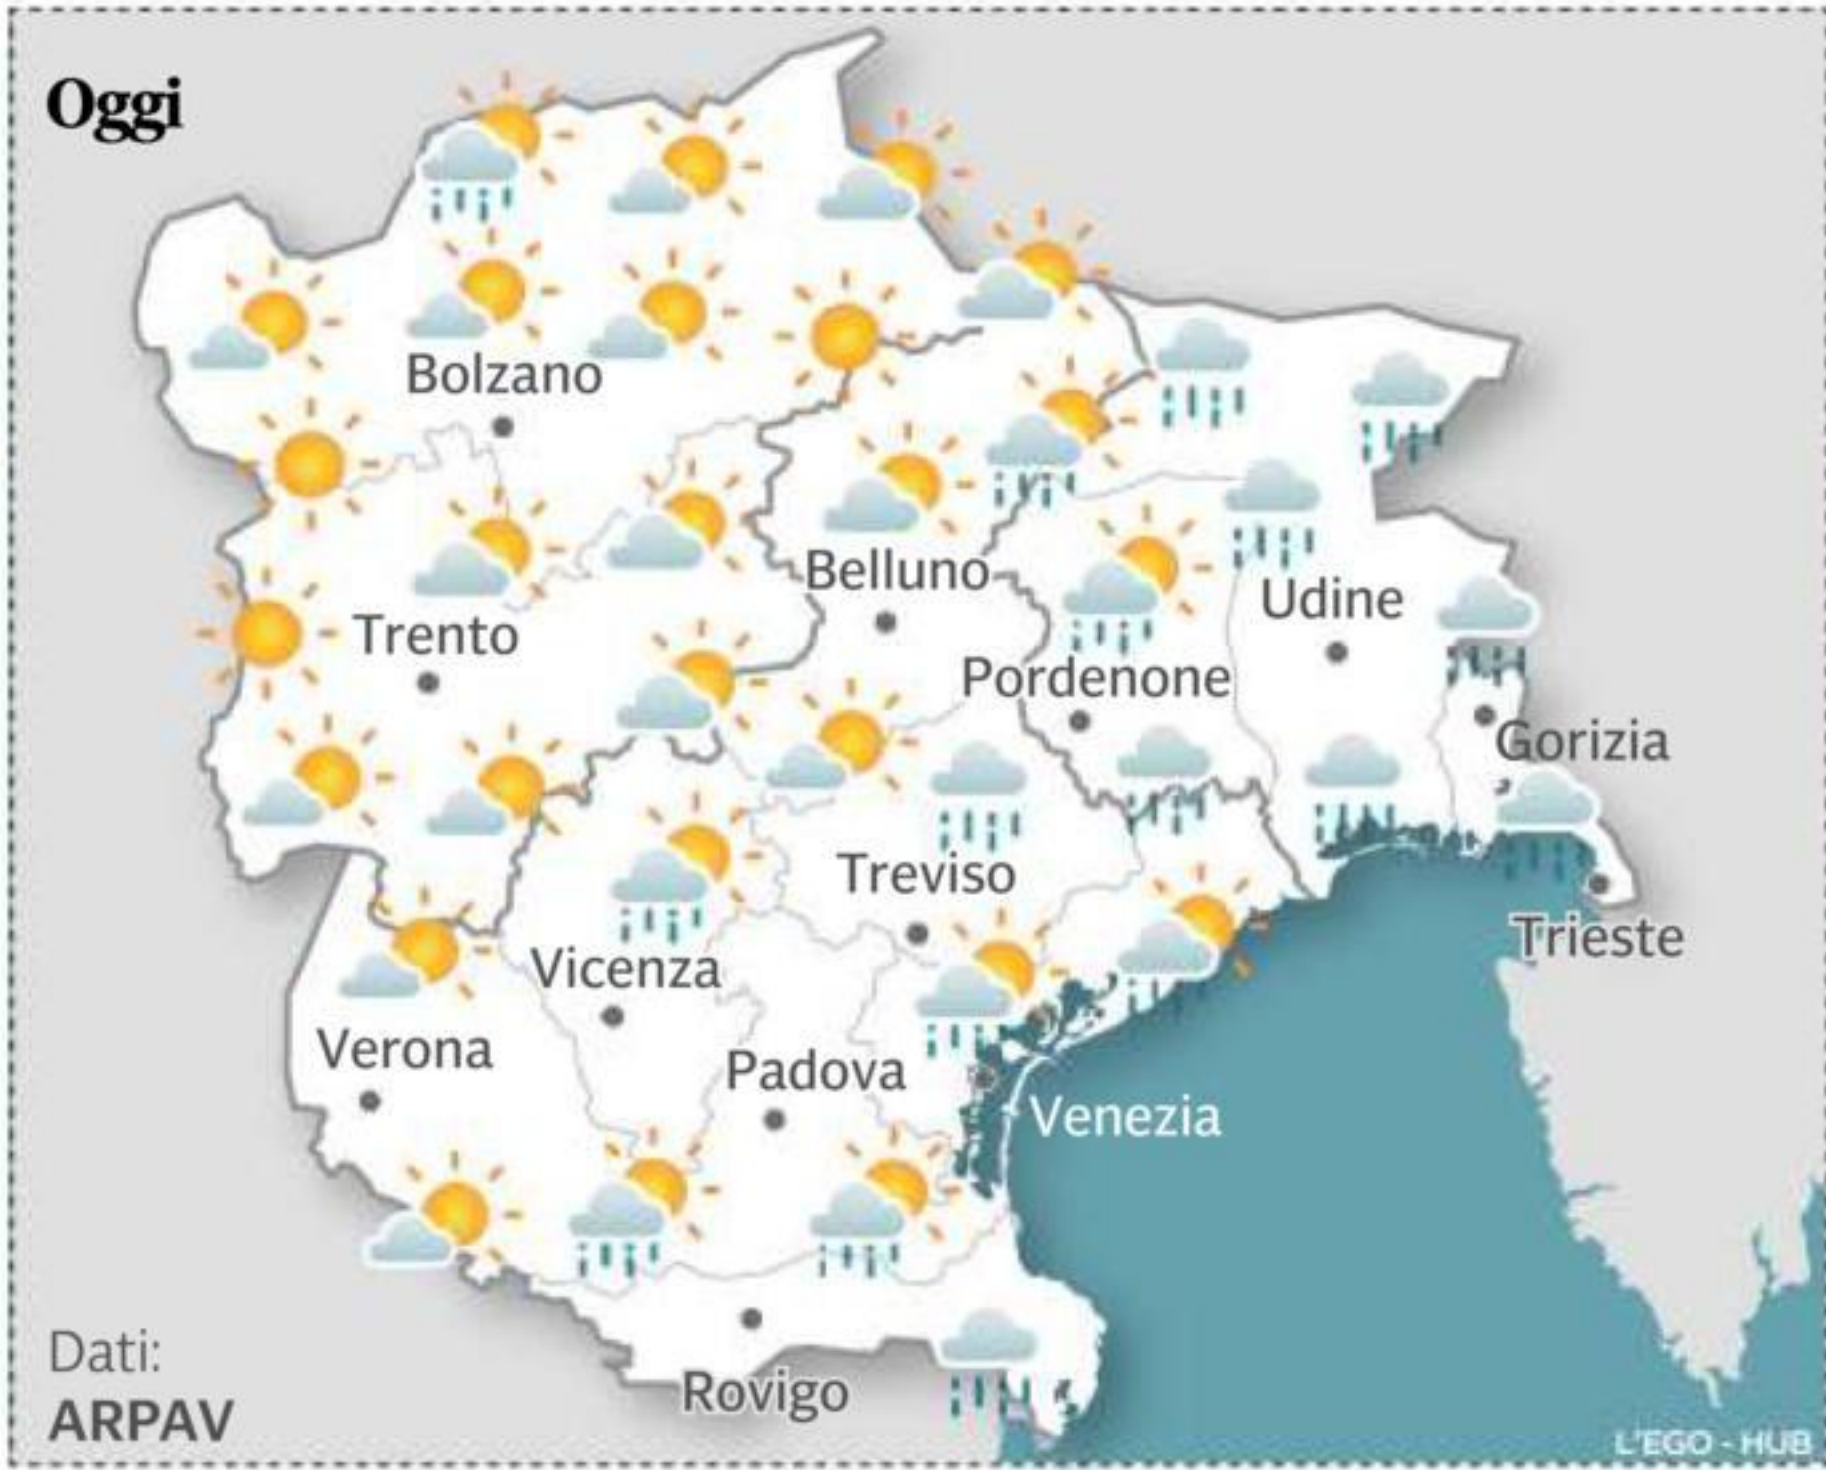 Oggi
Bolzano
Belluno
Trento
Udine
Pordenone
Gorizia
Treviso
Trieste
Vicenza
Verona
Padova
Venezia
Rovigo
Dati:
ARPAV
L'EGO - HUB